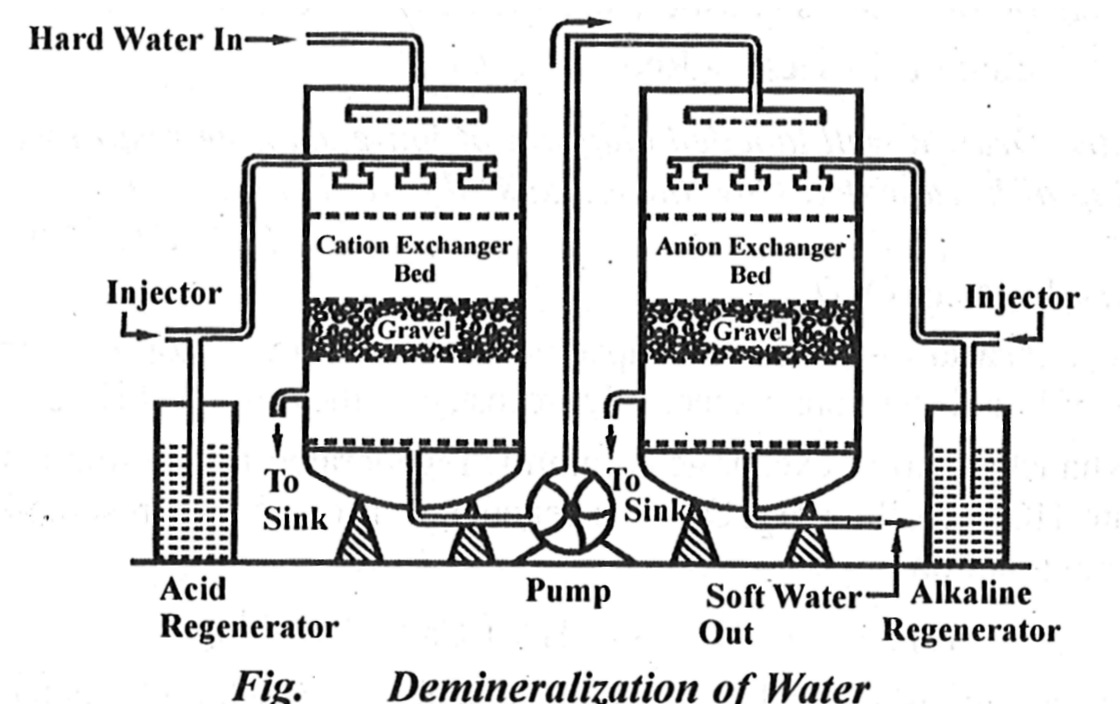 Hard Water In
Cation Exchanger
Bed
Anion Exchanger
Bed
Injector
Injector
Gravel
Gravel
To
Sink
To
Sink
Acid
Regenerator
Pump
Soft Water
Out
Alkaline
Regenerator
Fig. Demineralization of Water